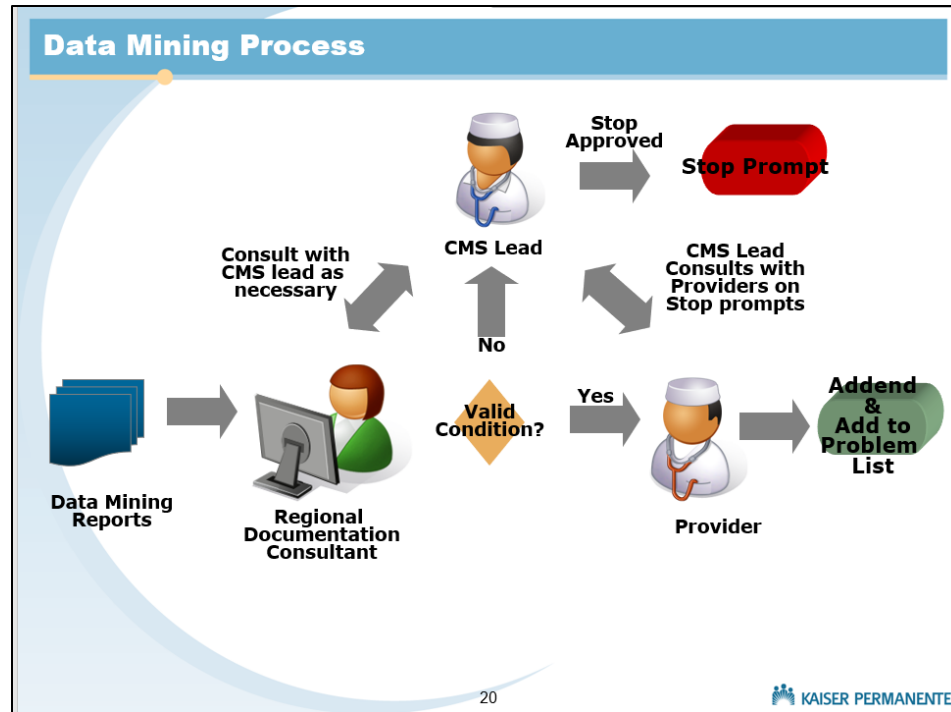 Data Mining Process
Stop
Approved
Stop Prompt
CMS Lead
Consult with
CMS lead as
necessary
CMS Lead
Consults with
Providers on
Stop prompts
No
Valid
Condition?
Yes
Addend
&
Add to
Problem
List
Data Mining
Reports
Regional
Documentation
Consultant
Provider
20
KAISER PERMANENTE